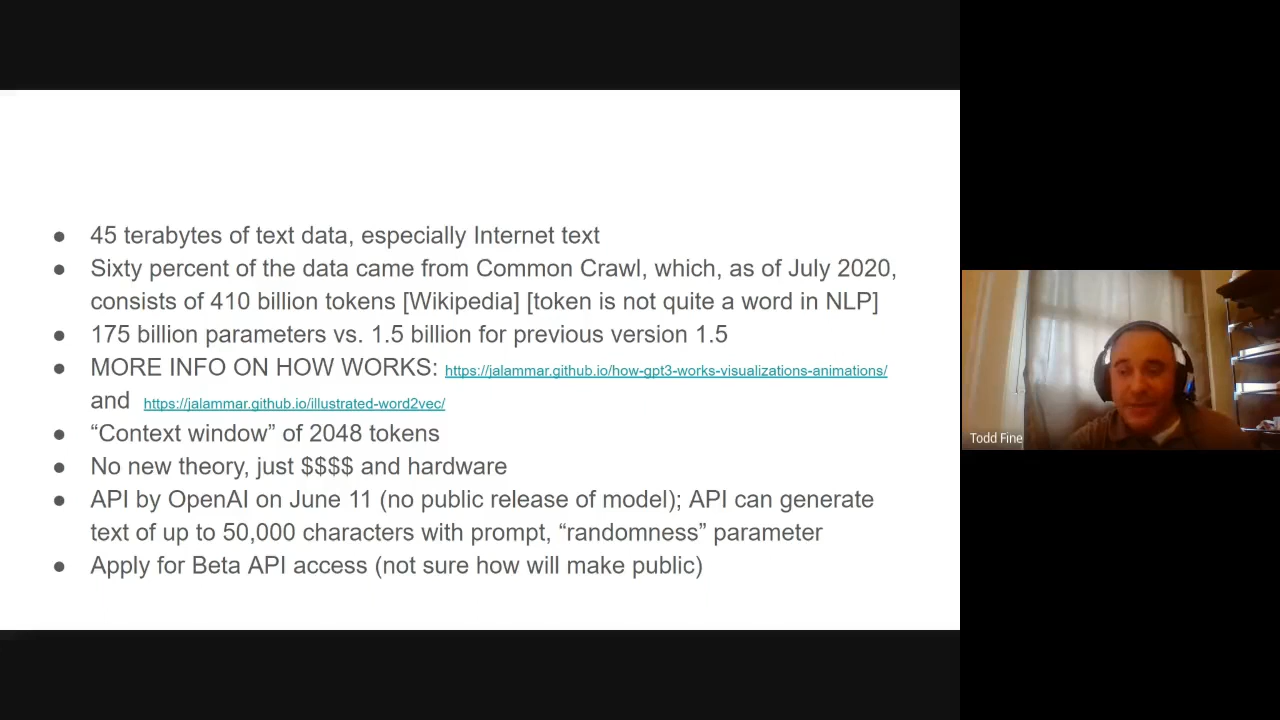 ● 45 terabytes of text data, especially Internet text
● Sixty percent of the data came from Common Crawl, which, as of July 2020,
consists of 410 billion tokens [Wikipedia] [token is not quite a word in NLP]
● 175 billion parameters vs. 1.5 billion for previous version 1.5
● MORE INFO ON HOW WORKS: https://jalammar.github.io/how-gpt3-works-visualizations-animations/
and https://jalammar.github.io/illustrated-word2vec/
● “Context window” of 2048 tokens
● No new theory, just $$$$ and hardware
● API by OpenAI on June 11 (no public release of model); API can generate
text of up to 50,000 characters with prompt, “randomness” parameter
● Apply for Beta API access (not sure how will make public)
Todd Fine